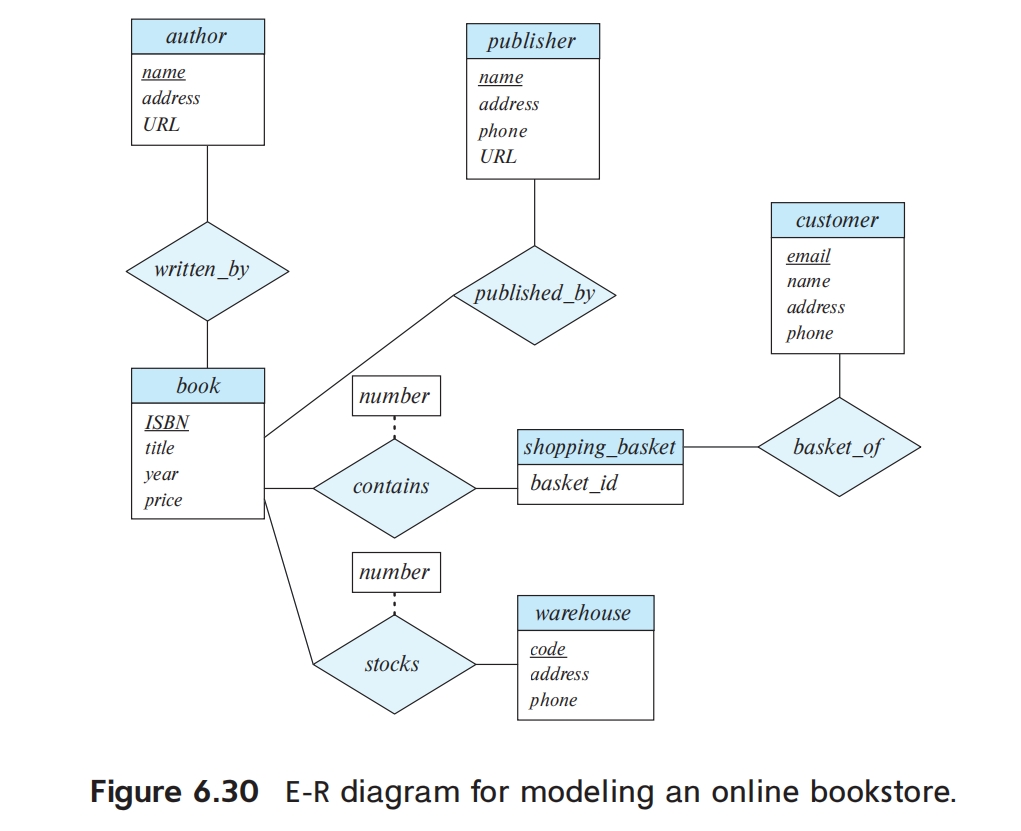 author
name
address
URL
publisher
name
address
phone
URL
customer
email
name
address
phone
written_by
published_by
book
ISBN
title
year
price
number
contains
shopping_basket
basket_id
basket_of
number
stocks
warehouse
code
address
phone
Figure 6.30 E-R diagram for modeling an online bookstore.